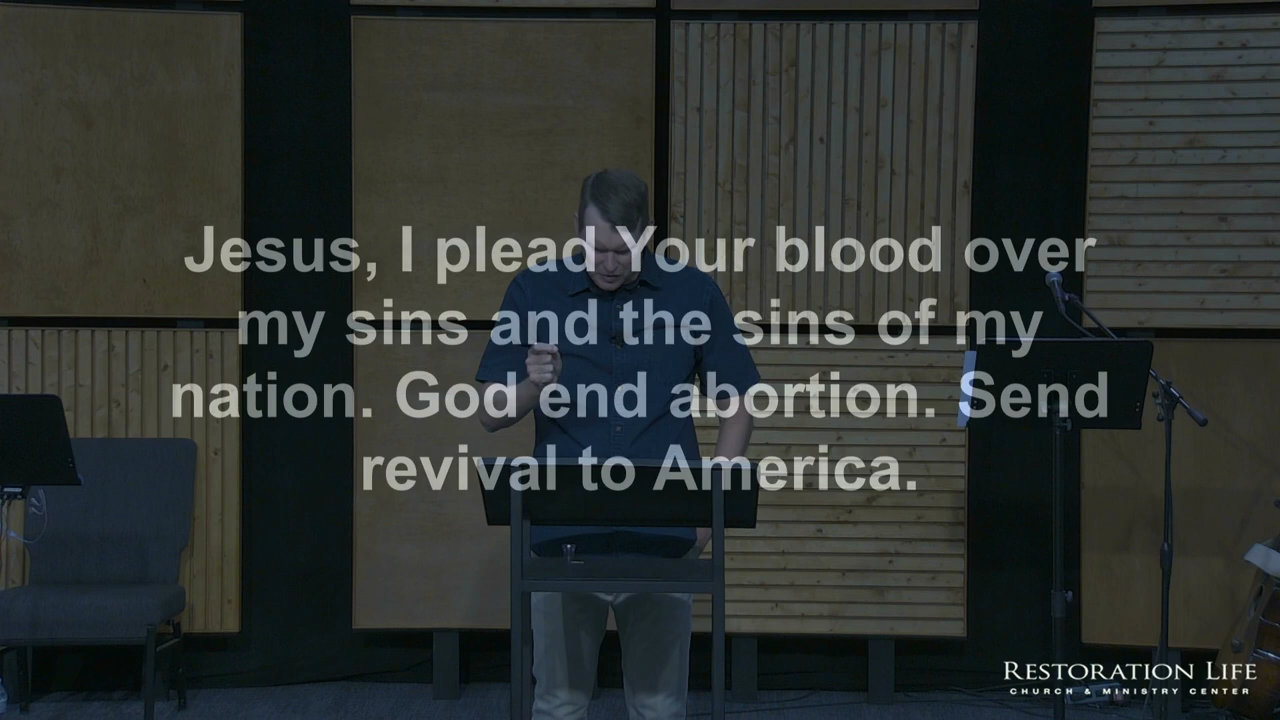 Jesus, I plead Your blood over
my sins and the sins of my
nation. God end abortion. Send
revival to America.
RESTORATION LIFE
CHURCH & MINISTRY CENTER